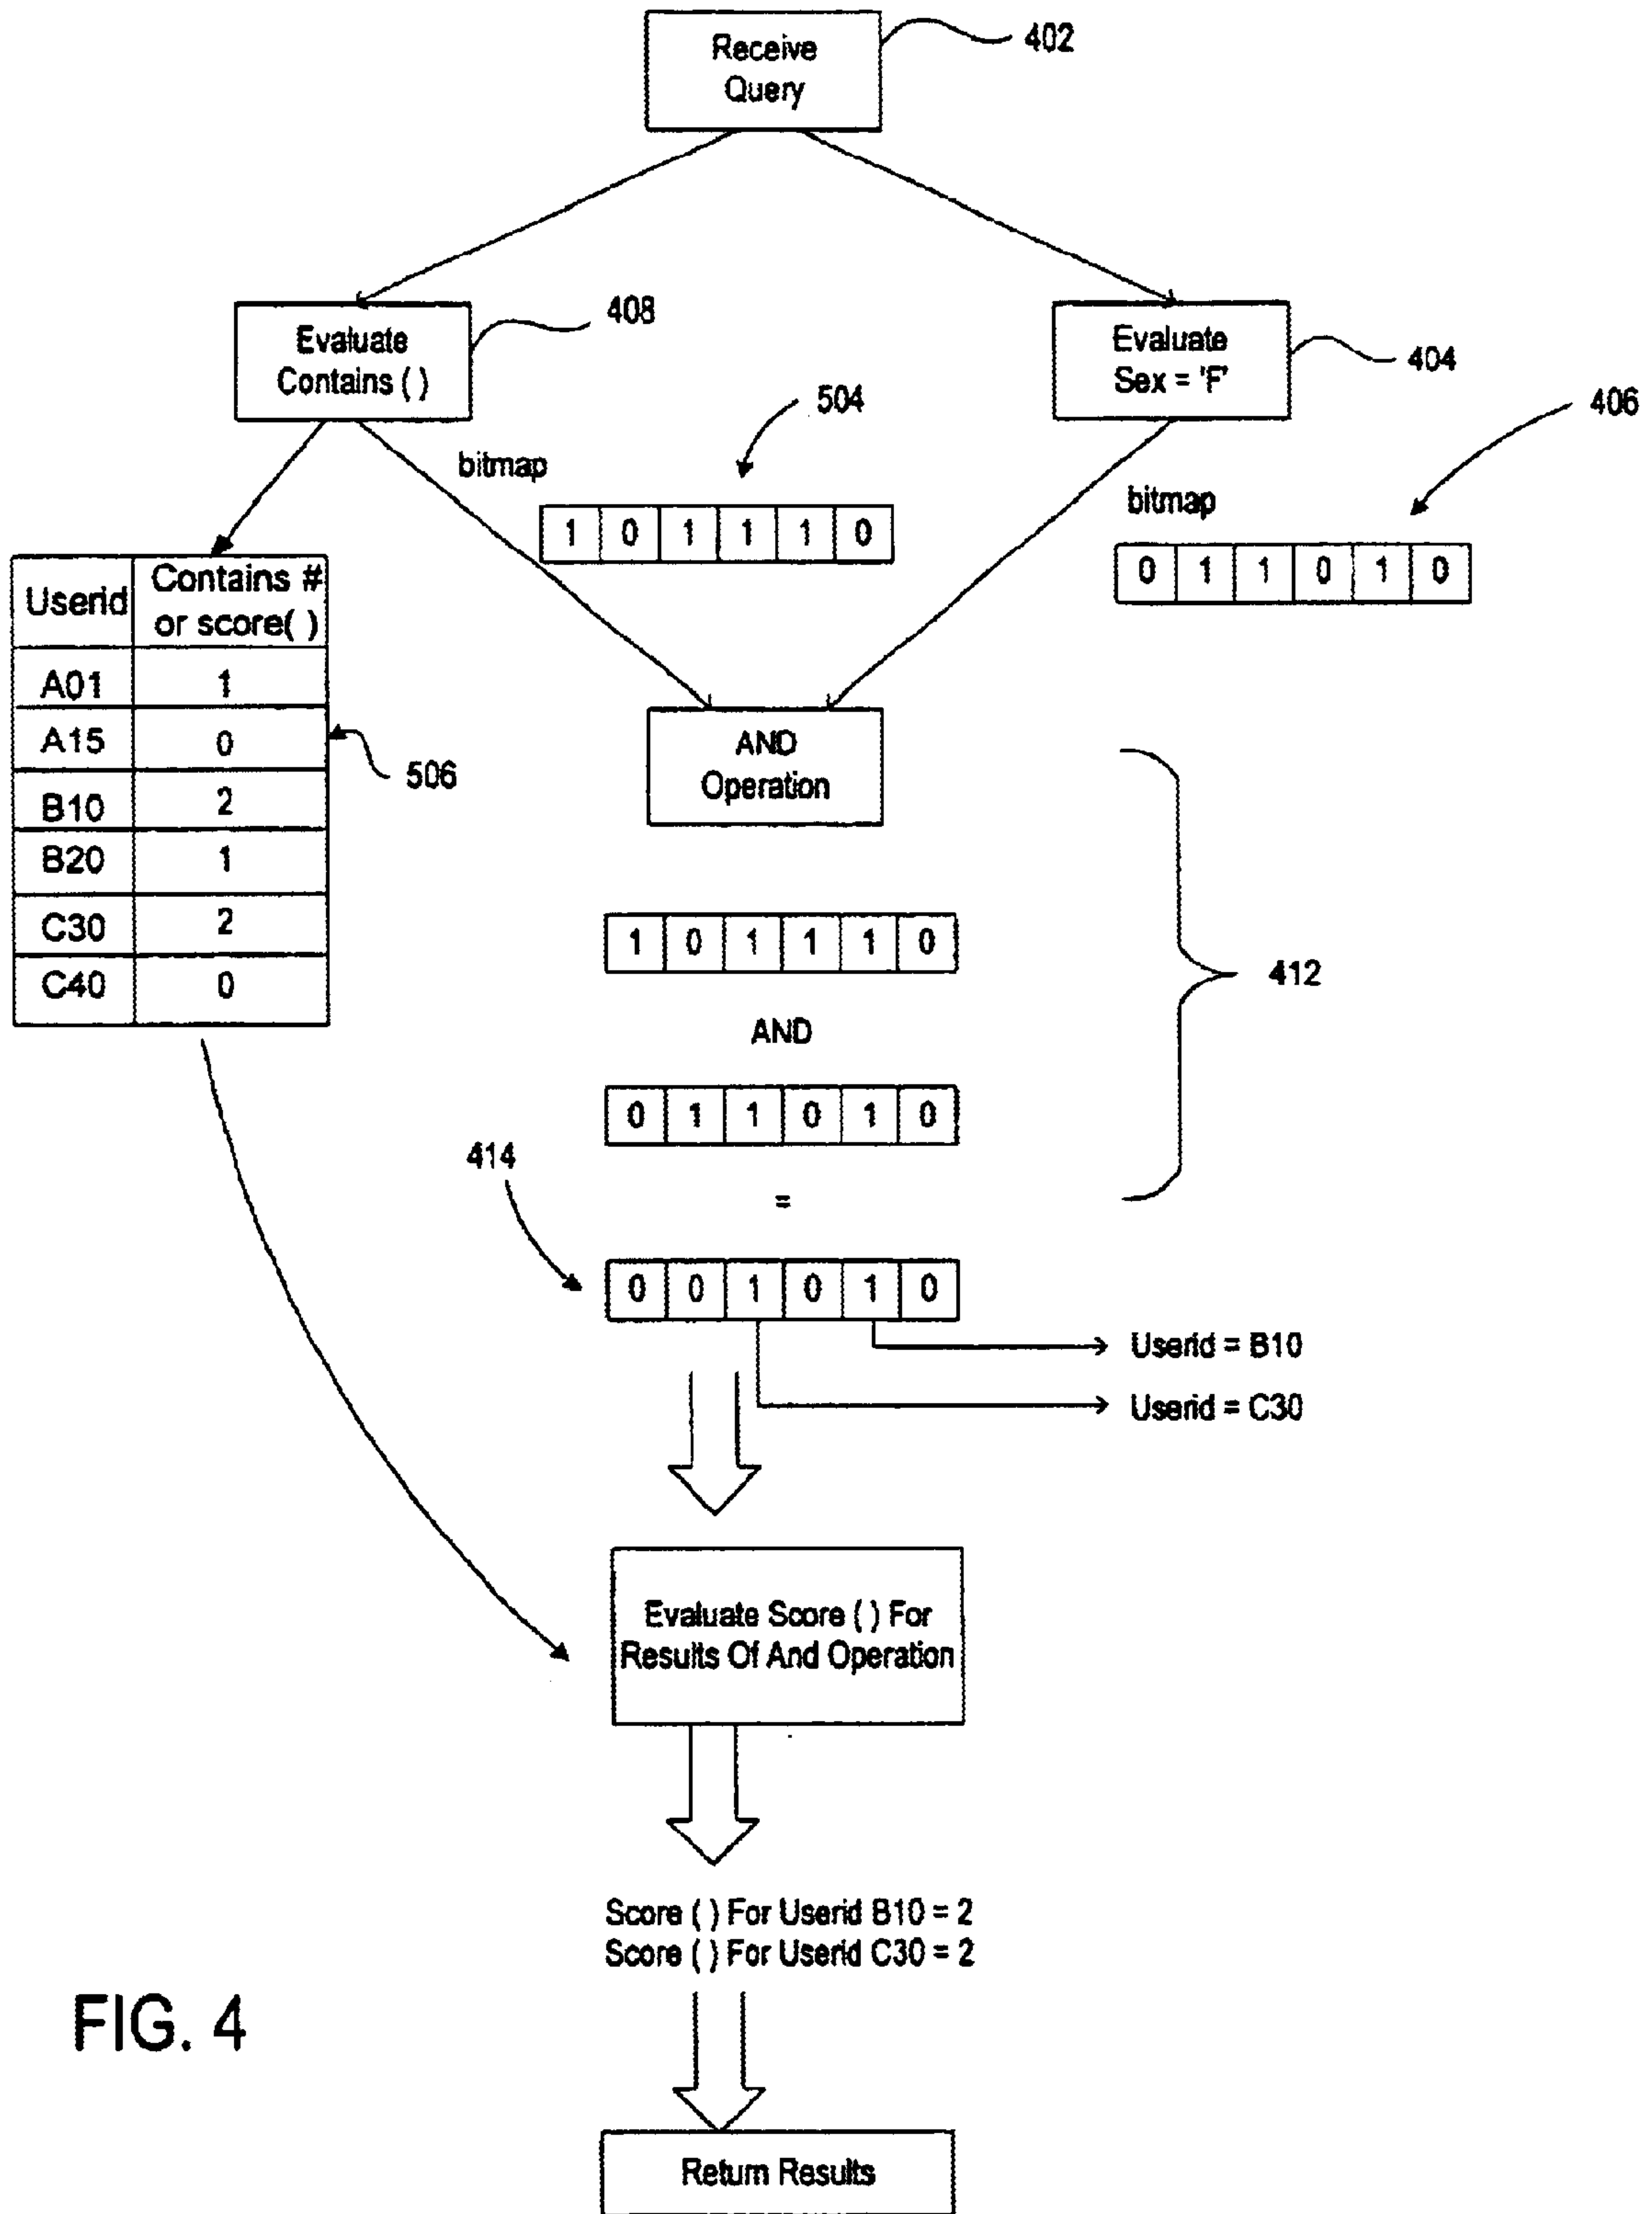 Receive
Query
402
Evaluate
Contains ( )
408
Evaluate
Sex = 'F'
404
504
406
bitmap
1 0 1 1 1 0
bitmap
0 1 1 0 1 0
Userid Contains #
or score( )
A01 1
A15 0
B10 2
B20 1
C30 2
C40 0
506
AND
Operation
1 0 1 1 1 0
AND
0 1 1 0 1 0
=
412
414
0 0 1 0 1 0
Userid = B10
Userid = C30
Evaluate Score ( ) For
Results Of And Operation
Score ( ) For Userid B10 = 2
Score ( ) For Userid C30 = 2
FIG. 4
Return Results